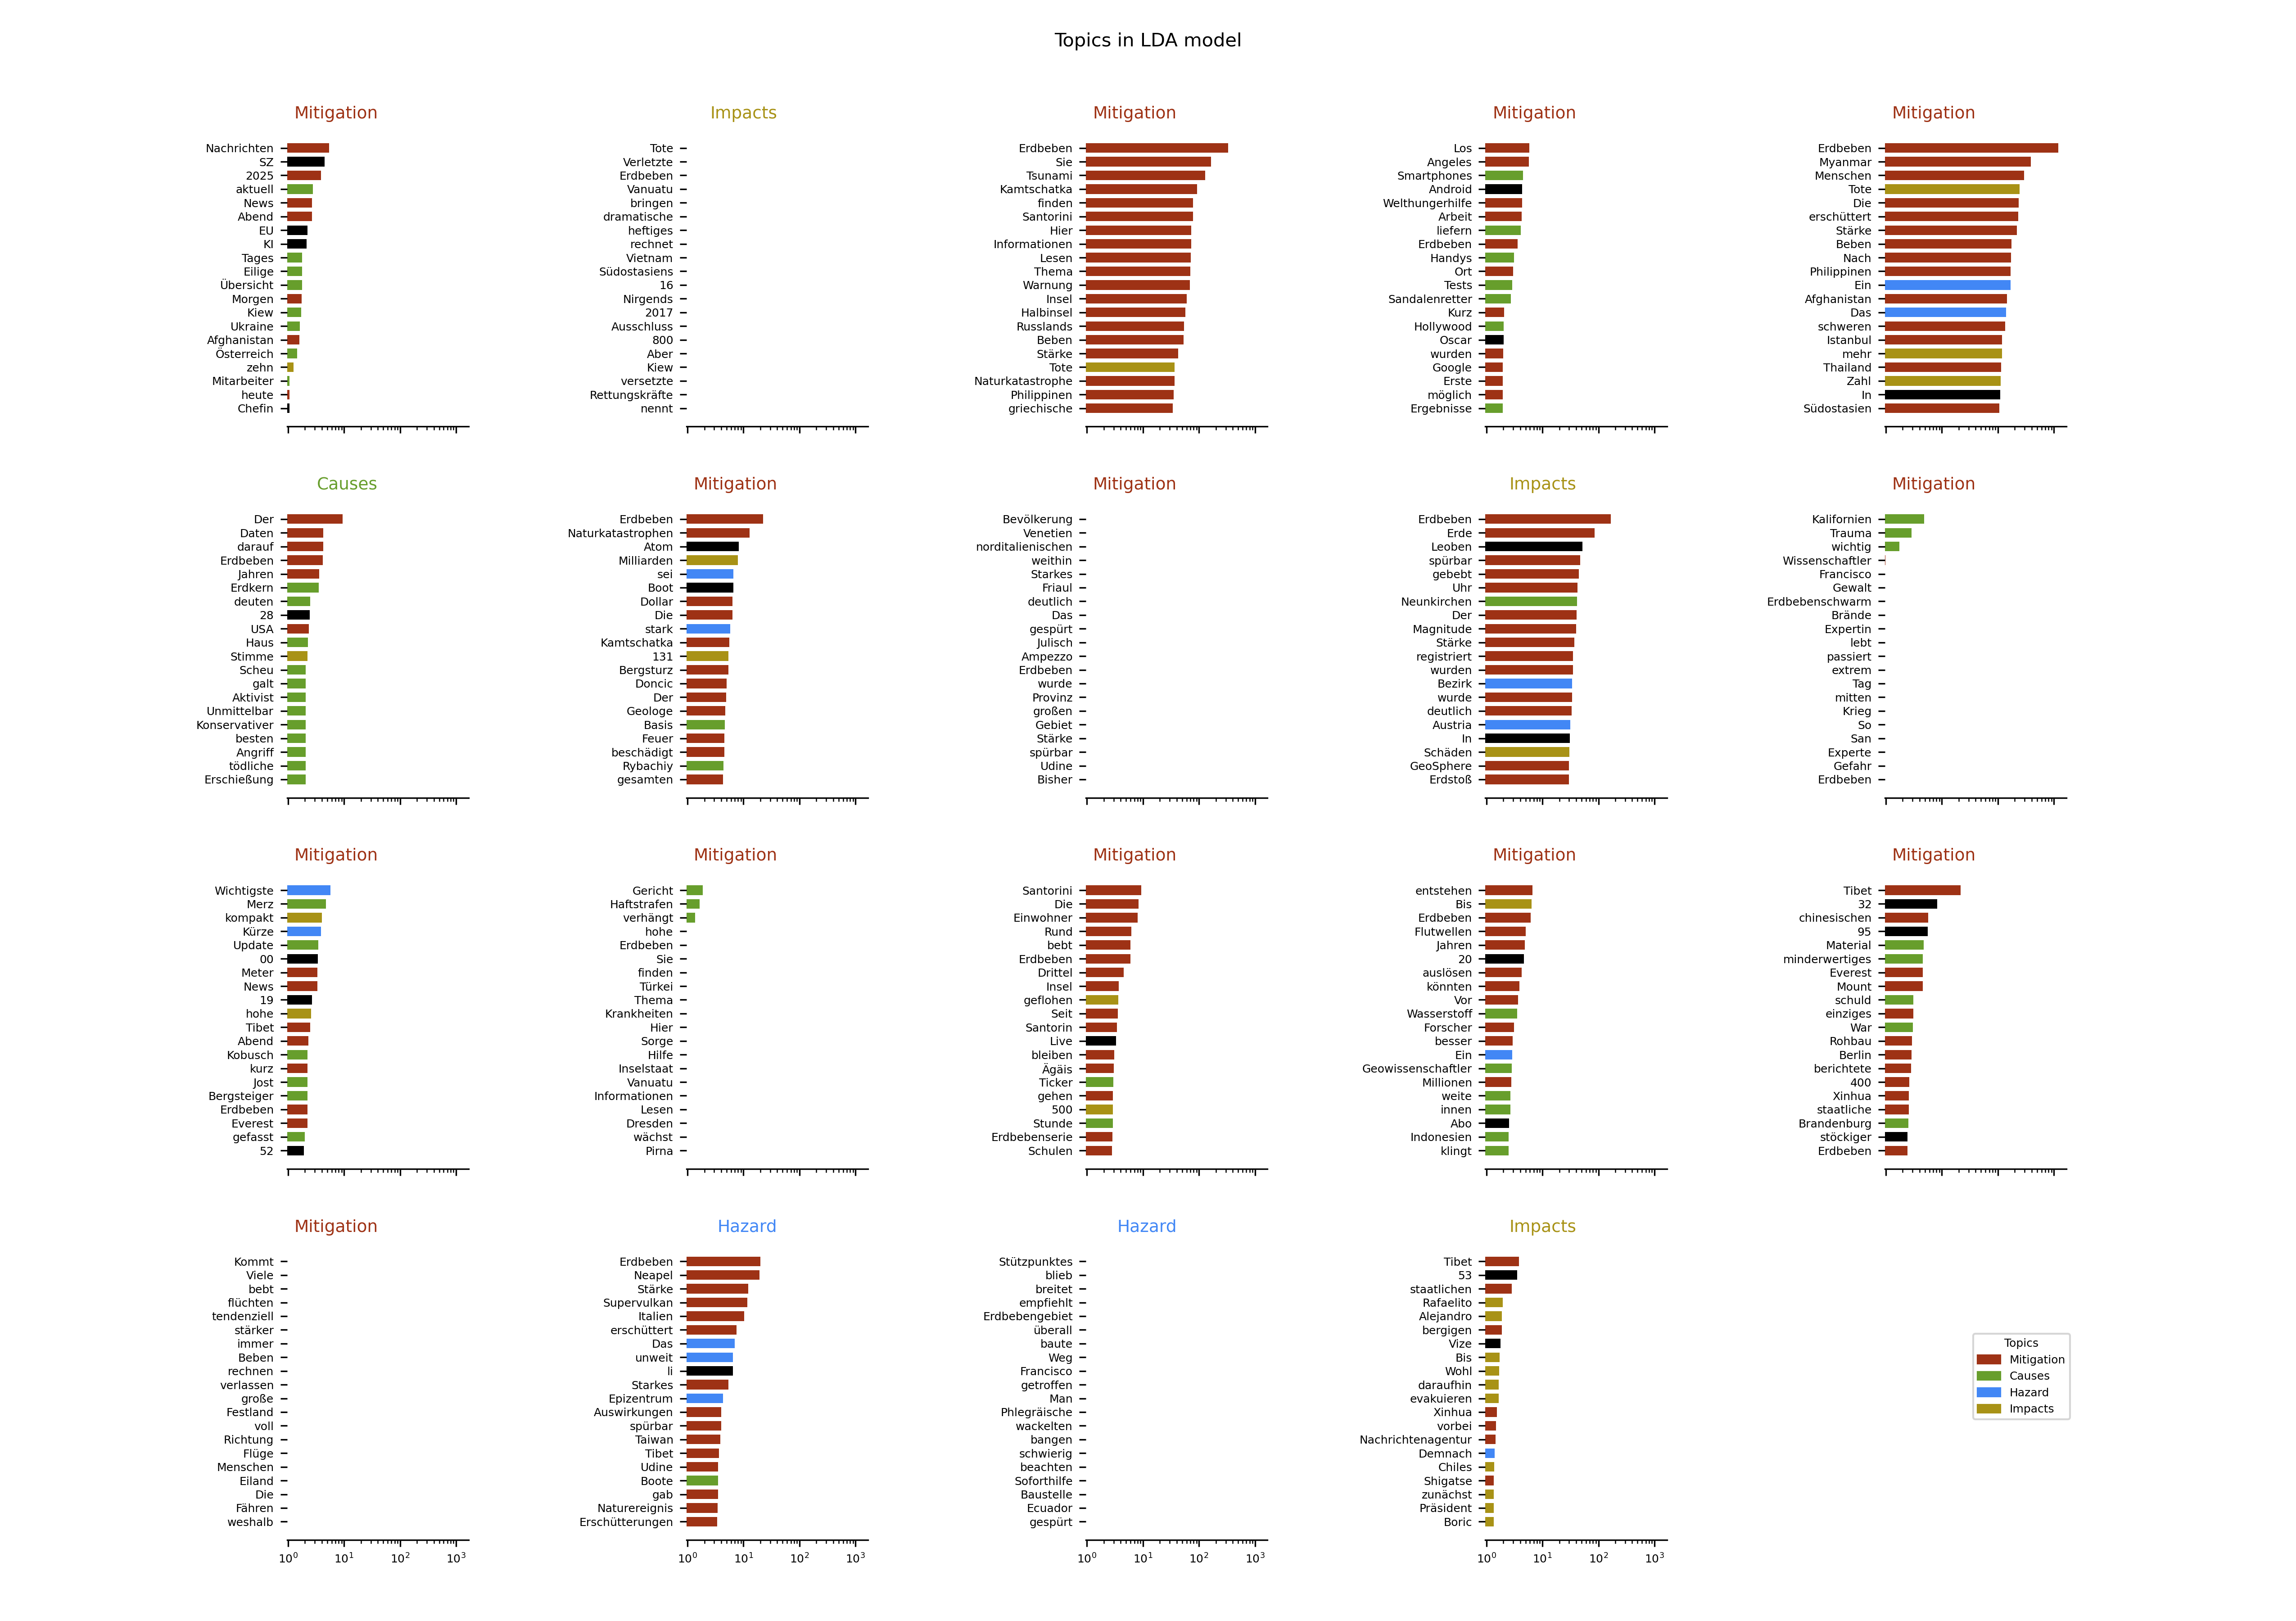 Topics in LDA model
Mitigation
Nachrichten
SZ
2025
aktuell
News
Abend
EU
KI
Tages
Eilige
Übersicht
Morgen
Kiew
Ukraine
Afghanistan
Österreich
zehn
Mitarbeiter
heute
Chefin
Impacts
Tote
Verletzte
Erdbeben
Vanuatu
bringen
dramatische
heftiges
rechnet
Vietnam
Südostasiens
16
Nirgends
2017
Ausschluss
800
Aber
Kiew
versetzte
Rettungskräfte
nennt
Mitigation
Erdbeben
Sie
Tsunami
Kamtschatka
finden
Santorini
Hier
Informationen
Lesen
Thema
Warnung
Insel
Halbinsel
Russlands
Beben
Stärke
Tote
Naturkatastrophe
Philippinen
griechische
Mitigation
Los
Angeles
Smartphones
Android
Welthungerhilfe
Arbeit
liefern
Erdbeben
Handys
Ort
Tests
Sandalenretter
Kurz
Hollywood
Oscar
wurden
Google
Erste
möglich
Ergebnisse
Mitigation
Erdbeben
Myanmar
Menschen
Tote
Die
erschüttert
Stärke
Beben
Nach
Philippinen
Ein
Afghanistan
Das
schweren
Istanbul
mehr
Thailand
Zahl
In
Südostasien
Causes
Der
Daten
darauf
Erdbeben
Jahren
Erdkern
deuten
28
USA
Haus
Stimme
Scheu
galt
Aktivist
Unmittelbar
Konservativer
besten
Angriff
tödliche
Erschießung
Mitigation
Erdbeben
Naturkatastrophen
Atom
Milliarden
sei
Boot
Dollar
Die
stark
Kamtschatka
131
Bergsturz
Doncic
Der
Geologe
Basis
Feuer
beschädigt
Rybachiy
gesamten
Mitigation
Bevölkerung
Venetien
norditalienischen
weithin
Starkes
Friaul
deutlich
Das
gespürt
Julisch
Ampezzo
Erdbeben
wurde
Provinz
großen
Gebiet
Stärke
spürbar
Udine
Bisher
Impacts
Erdbeben
Erde
Leoben
spürbar
gebebt
Uhr
Neunkirchen
Der
Magnitude
Stärke
registriert
wurden
Bezirk
wurde
deutlich
Austria
In
Schäden
GeoSphere
Erdstoß
Mitigation
Kalifornien
Trauma
wichtig
Wissenschaftler
Francisco
Gewalt
Erdbebenschwarm
Brände
Expertin
lebt
passiert
extrem
Tag
mitten
Krieg
So
San
Experte
Gefahr
Erdbeben
Mitigation
Wichtigste
Merz
kompakt
Kürze
Update
00
Meter
News
19
hohe
Tibet
Abend
Kobusch
kurz
Jost
Bergsteiger
Erdbeben
Everest
gefasst
52
Mitigation
Gericht
Haftstrafen
verhängt
hohe
Erdbeben
Sie
finden
Türkei
Thema
Krankheiten
Hier
Sorge
Hilfe
Inselstaat
Vanuatu
Informationen
Lesen
Dresden
wächst
Pirna
Mitigation
Santorini
Die
Einwohner
Rund
bebt
Erdbeben
Drittel
Insel
geflohen
Seit
Santorin
Live
bleiben
Ägäis
Ticker
gehen
500
Stunde
Erdbebenserie
Schulen
Mitigation
entstehen
Bis
Erdbeben
Flutwellen
Jahren
20
auslösen
könnten
Vor
Wasserstoff
Forscher
besser
Ein
Geowissenschaftler
Millionen
weite
innen
Abo
Indonesien
klingt
Mitigation
Tibet
32
chinesischen
95
Material
minderwertiges
Everest
Mount
schuld
einziges
War
Rohbau
Berlin
berichtete
400
Xinhua
staatliche
Brandenburg
stöckiger
Erdbeben
Mitigation
Kommt
Viele
bebt
flüchten
tendenziell
stärker
immer
Beben
rechnen
verlassen
große
Festland
voll
Richtung
Flüge
Menschen
Eiland
Die
Fähren
weshalb
10⁰ 10¹ 10² 10³
Hazard
Erdbeben
Neapel
Stärke
Supervulkan
Italien
erschüttert
Das
unweit
li
Starkes
Epizentrum
Auswirkungen
spürbar
Taiwan
Tibet
Udine
Boote
gab
Naturereignis
Erschütterungen
10⁰ 10¹ 10² 10³
Hazard
Stützpunktes
blieb
breitet
empfiehlt
Erdbebengebiet
überall
baute
Weg
Francisco
getroffen
Man
Phlegräische
wackelten
bangen
schwierig
beachten
Soforthilfe
Baustelle
Ecuador
gespürt
10⁰ 10¹ 10² 10³
Impacts
Tibet
53
staatlichen
Rafaelito
Alejandro
bergigen
Vize
Bis
Wohl
daraufhin
evakuieren
Xinhua
vorbei
Nachrichtenagentur
Demnach
Chiles
Shigatse
zunächst
Präsident
Boric
10⁰ 10¹ 10² 10³
Topics
Mitigation
Causes
Hazard
Impacts